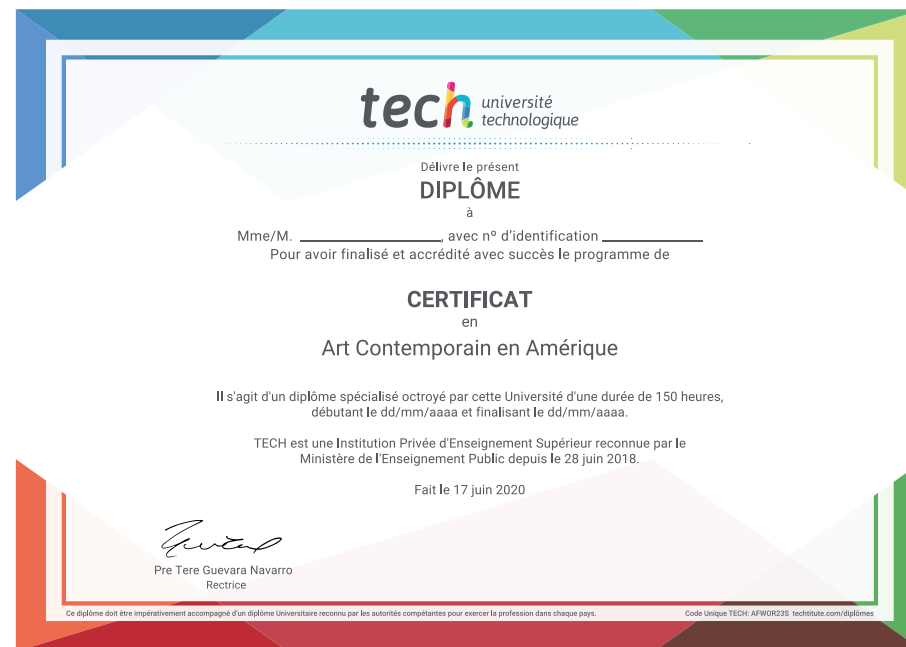 tech université
technologique
Délivre le présent
DIPLÔME
à
Mme/M. ____________________, avec nº d'identification ______________
Pour avoir finalisé et accrédité avec succès le programme de
CERTIFICAT
en
Art Contemporain en Amérique
Il s'agit d'un diplôme spécialisé octroyé par cette Université d'une durée de 150 heures,
débutant le dd/mm/aaaa et finalisant le dd/mm/aaaa.
TECH est une Institution Privée d'Enseignement Supérieur reconnue par le
Ministère de l'Enseignement Public depuis le 28 juin 2018.
Fait le 17 juin 2020
Pre Tere Guevara Navarro
Rectrice
Ce diplôme doit être impérativement accompagné d'un diplôme Universitaire reconnu par les autorités compétantes pour exercer la profession dans chaque pays.
Code Unique TECH: AFWOR23S techtitute.com/diplômes